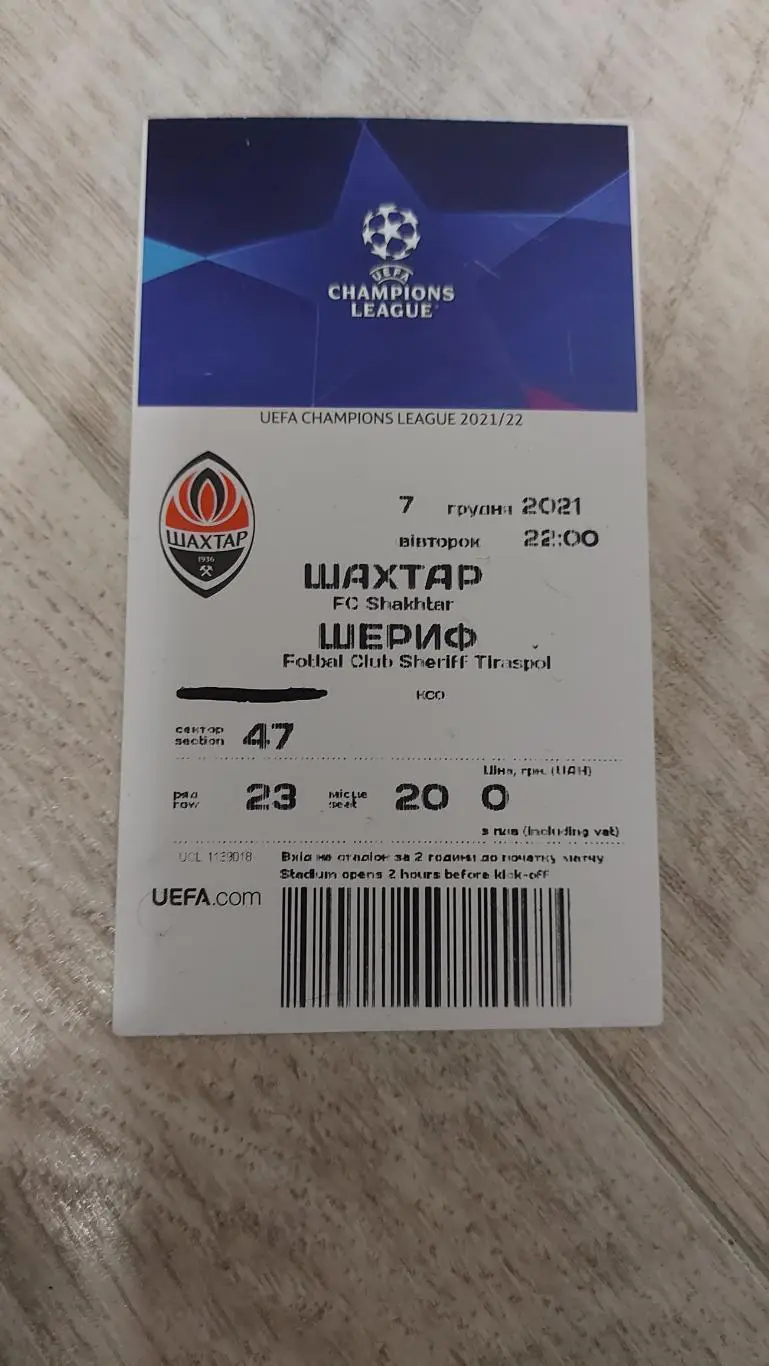 UEFA
CHAMPIONS
LEAGUE
UEFA CHAMPIONS LEAGUE 2021/22
ШАХТАР
1936
7 грудня 2021
вівторок 22:00
ШАХТАР
FC Shakhtar
ШЕРИФ
Fotbal Club Sheriff Tiraspol
КСО
сектор
section 47
Ціна, грн. (UAH)
ряд
row 23 місце
seat 20 0
з пдв (including vat)
UCL 1139018 Вхід на стадіон за 2 години до початку матчу
Stadium opens 2 hours before kick-off
UEFA.com